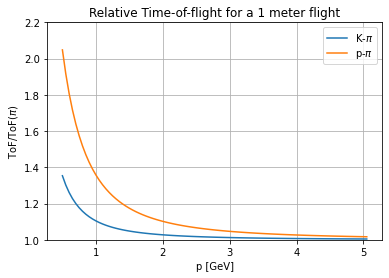 Relative Time-of-flight for a 1 meter flight
K-π
p-π
ToF/ToF(π)
2.2
2.0
1.8
1.6
1.4
1.2
1.0
1 2 3 4 5
p [GeV]